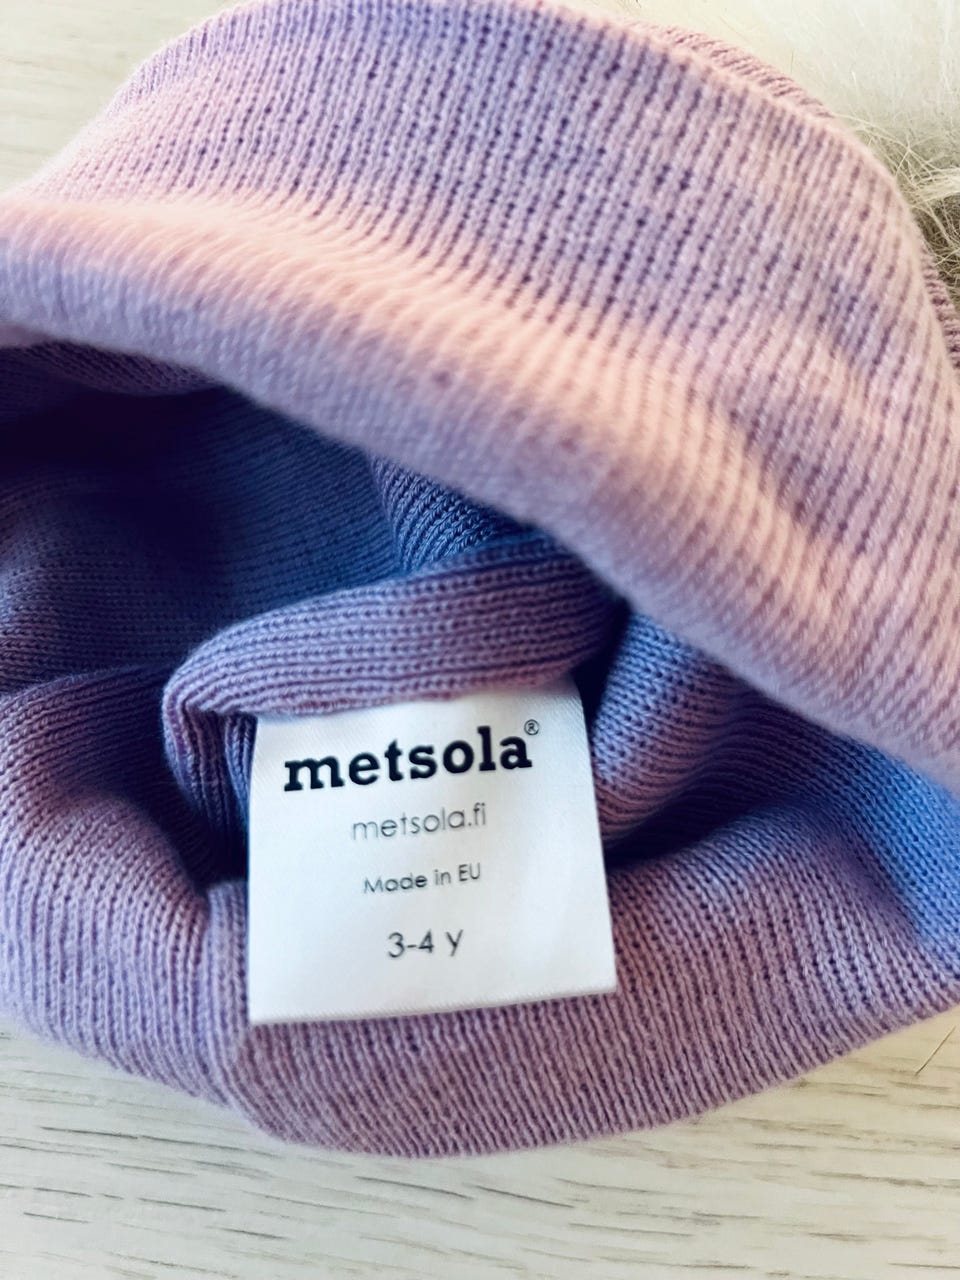 metsola®
metsola.fi
Made in EU
3-4 y